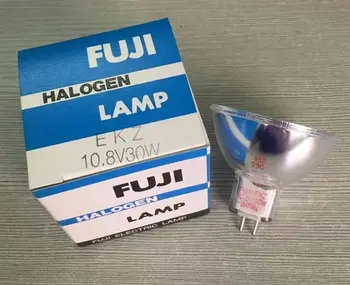 FUJI
HALOGEN
LAMP
EKZ
10.8V30W
FUJI
HALOGEN
LAMP
FUJI ELECTRIC LAMP